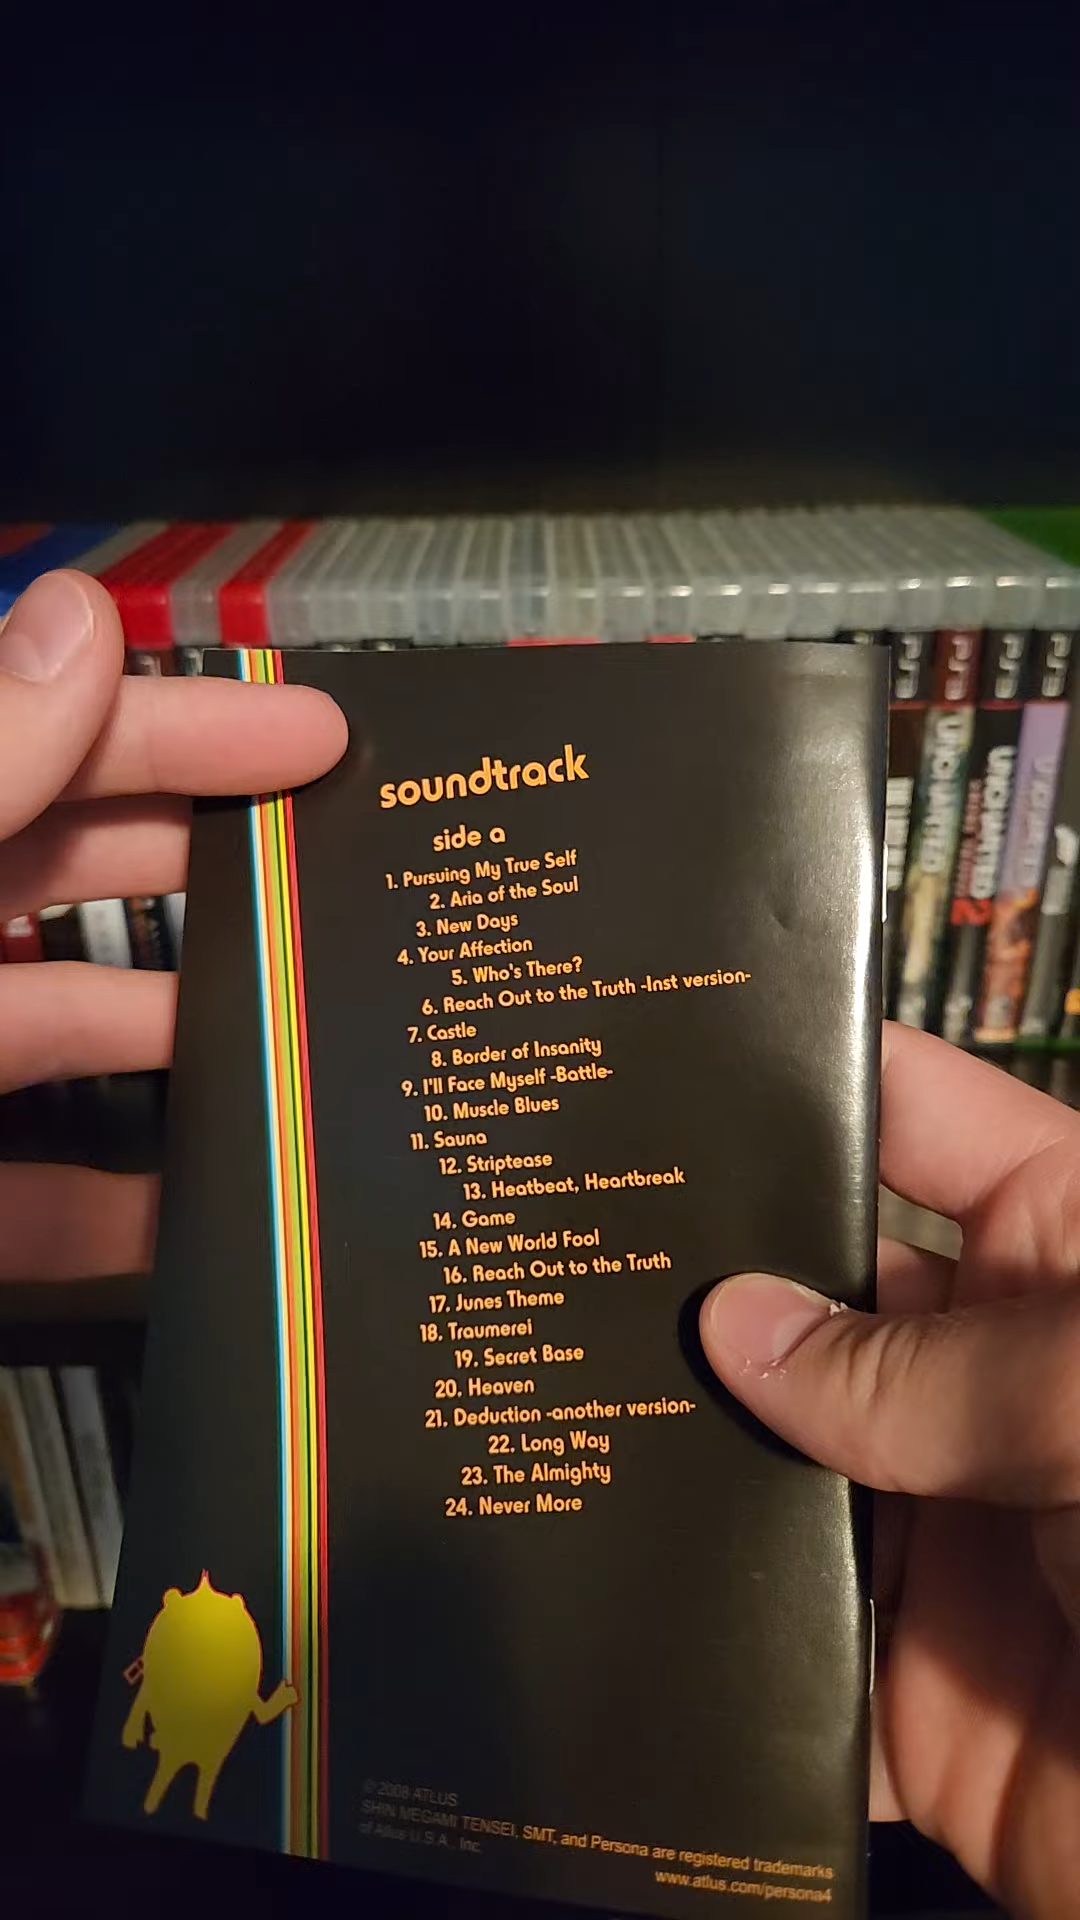 soundtrack
side a
1. Pursuing My True Self
2. Aria of the Soul
3. New Days
4. Your Affection
5. Who's There?
6. Reach Out to the Truth -Inst version-
7. Castle
8. Border of Insanity
9. I'll Face Myself -Battle-
10. Muscle Blues
11. Sauna
12. Striptease
13. Heatbeat, Heartbreak
14. Game
15. A New World Fool
16. Reach Out to the Truth
17. Junes Theme
18. Traumerei
19. Secret Base
20. Heaven
21. Deduction -another version-
22. Long Way
23. The Almighty
24. Never More
© 2008 ATLUS
SHIN MEGAMI TENSEI, SMT, and Persona are registered trademarks
of Atlus U.S.A., Inc.
www.atlus.com/persona4
PS3
PS3
PS3
PS3
UNCHARTED
UNCHARTED 2